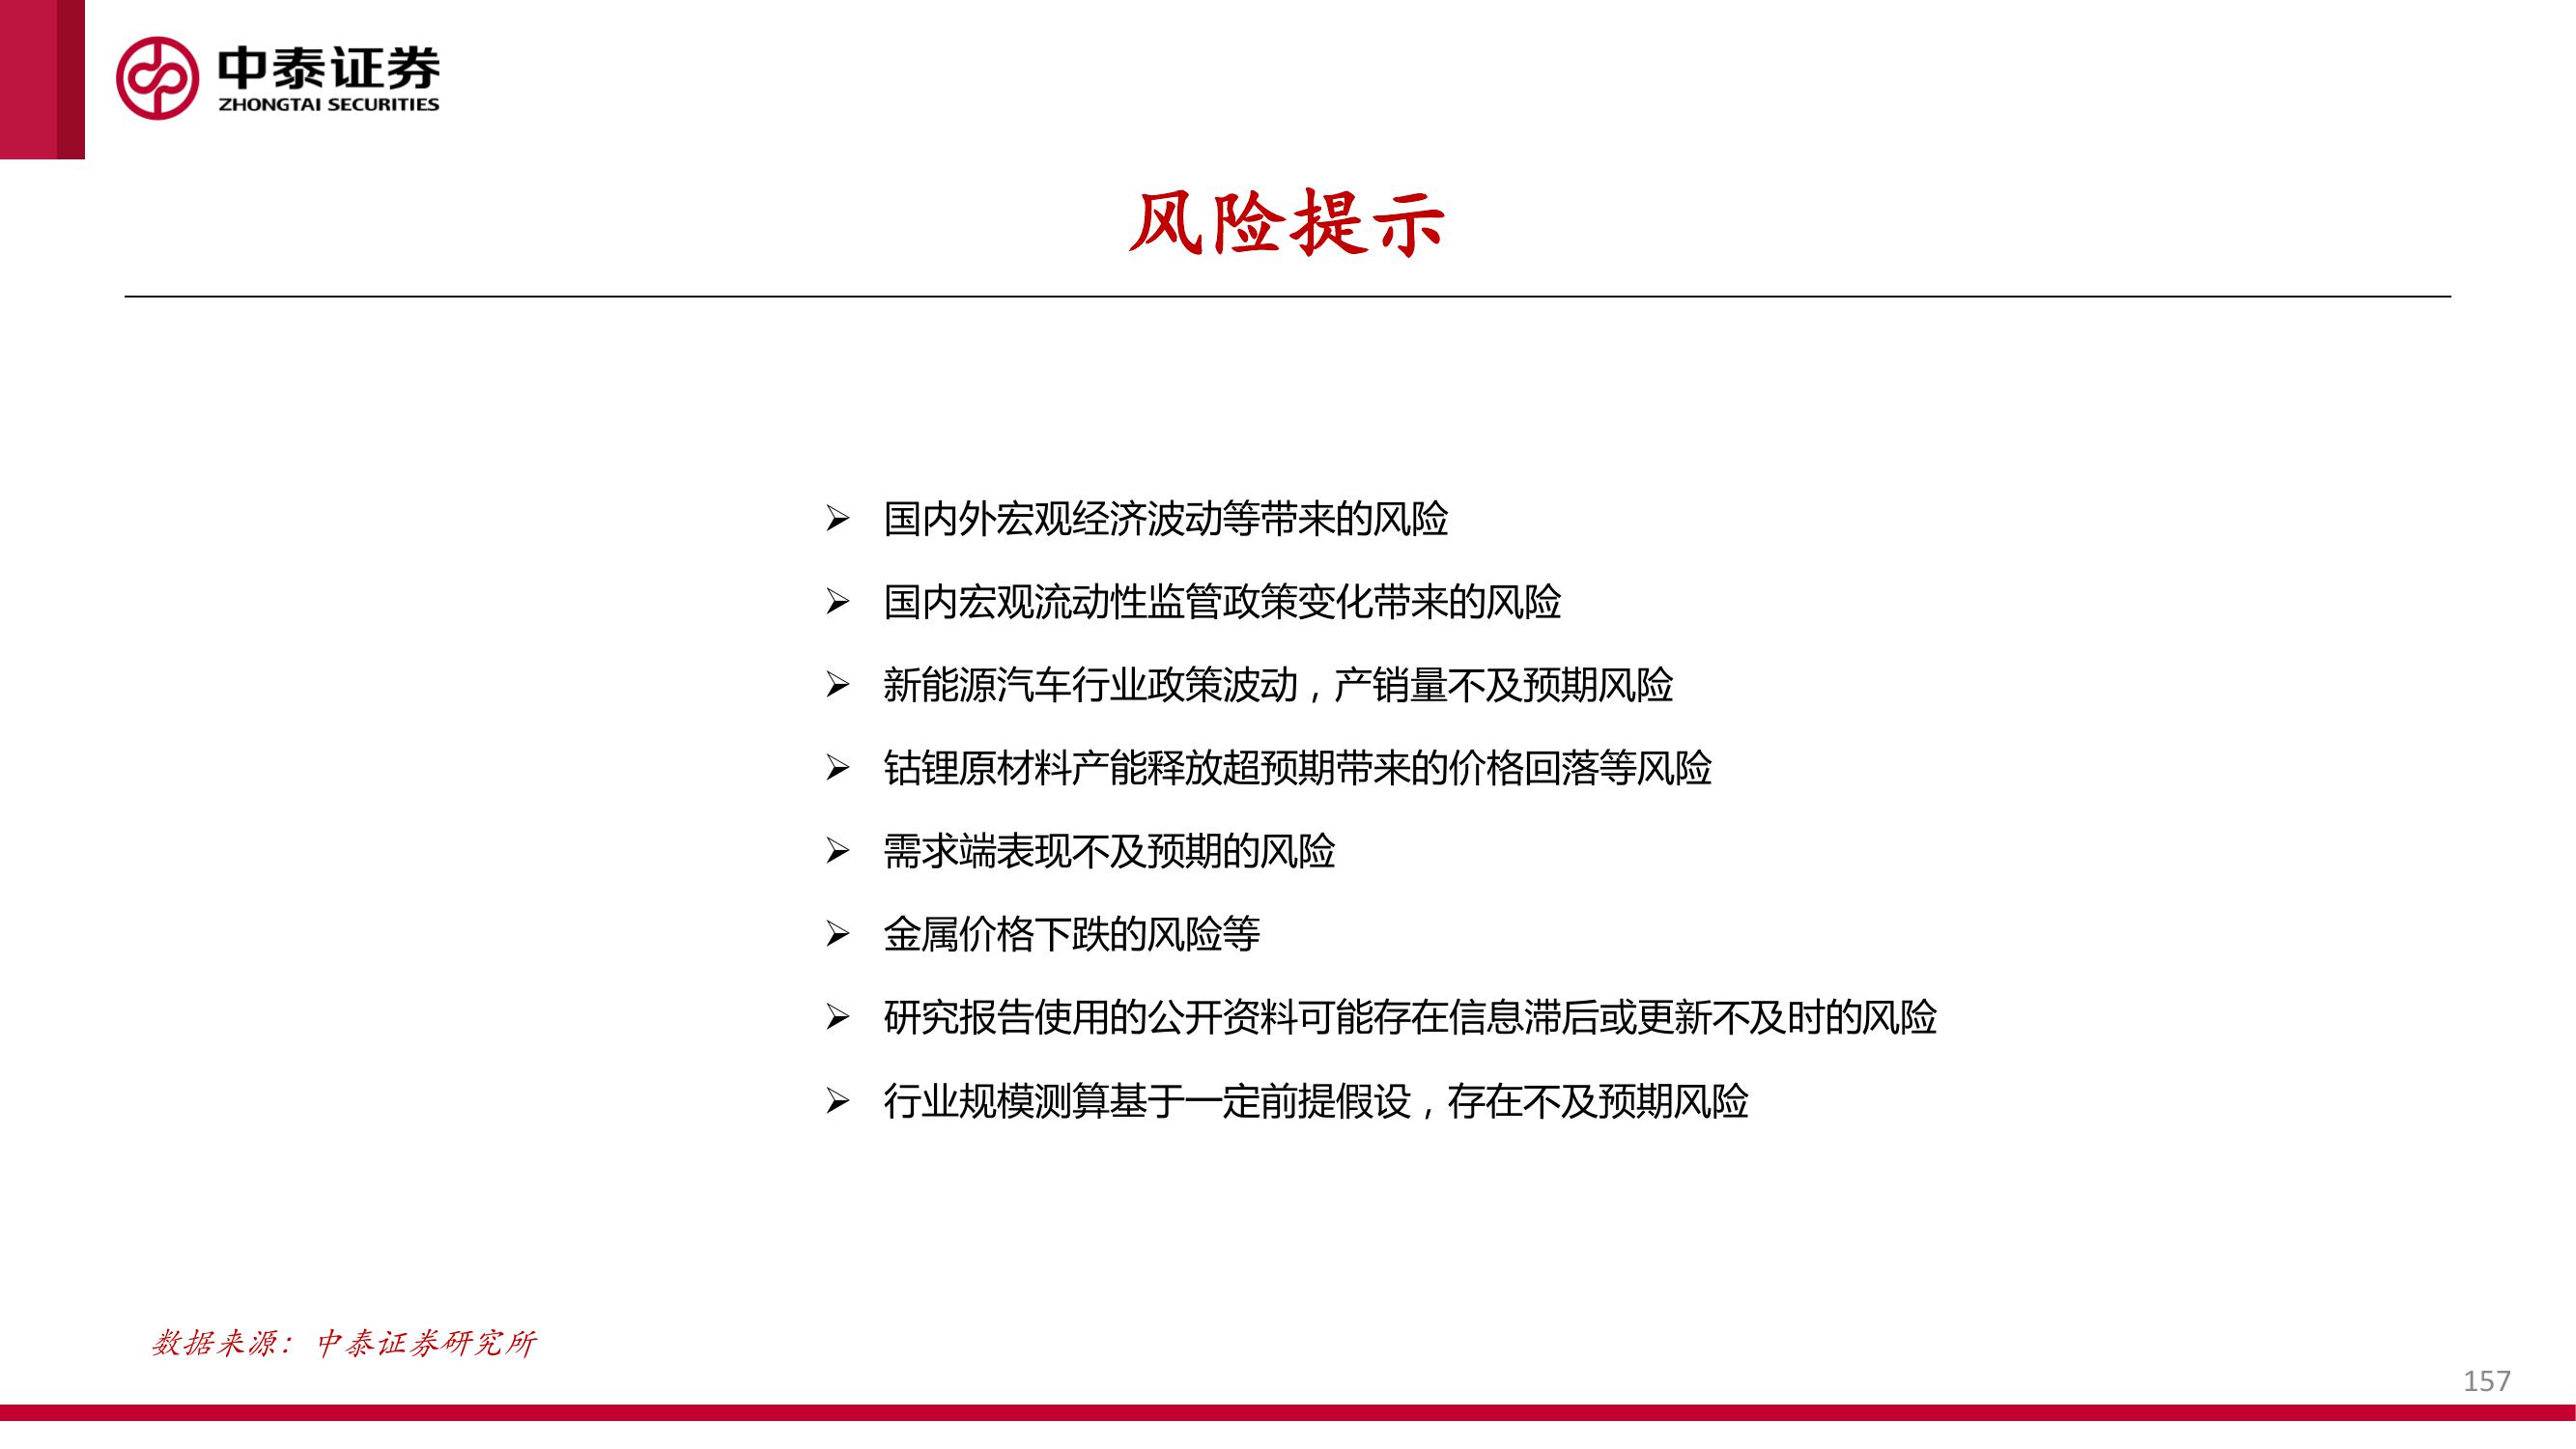 中泰证券
ZHONGTAI SECURITIES
风险提示
国内外宏观经济波动等带来的风险
国内宏观流动性监管政策变化带来的风险
新能源汽车行业政策波动，产销量不及预期风险
钴锂原材料产能释放超预期带来的价格回落等风险
需求端表现不及预期的风险
金属价格下跌的风险等
研究报告使用的公开资料可能存在信息滞后或更新不及时的风险
行业规模测算基于一定前提假设，存在不及预期风险
数据来源：中泰证券研究所
157